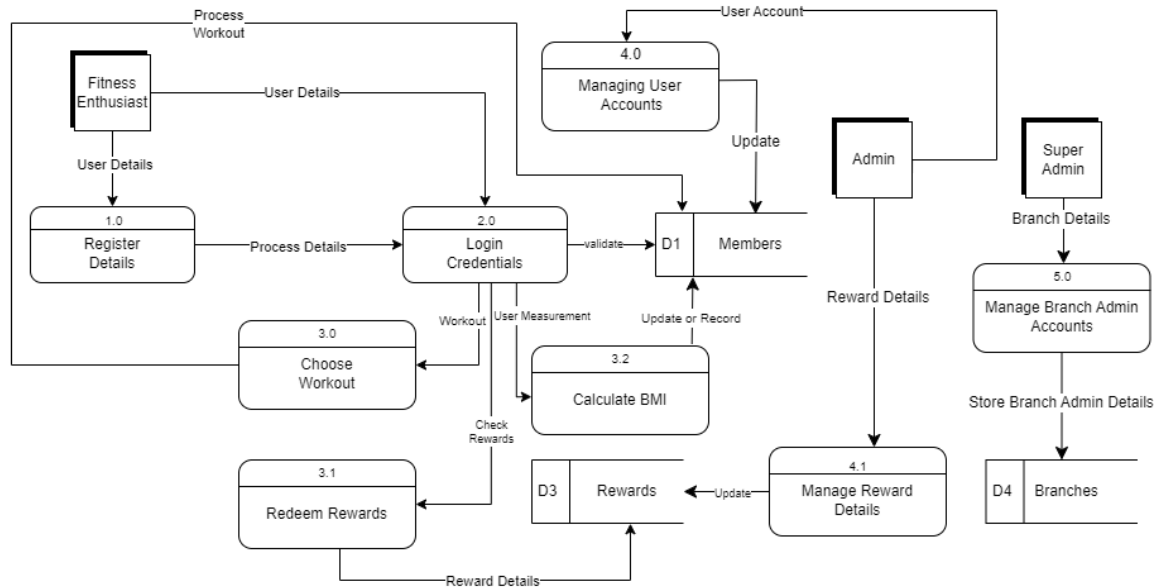 Process
Workout
User Account
4.0
Managing User
Accounts
Fitness
Enthusiast
User Details
Update
Admin
Super
Admin
User Details
Branch Details
1.0
Register
Details
Process Details
2.0
Login
Credentials
validate
D1
Members
5.0
Manage Branch Admin
Accounts
Reward Details
Workout
User Measurement
Update or Record
3.0
Choose
Workout
3.2
Calculate BMI
Check
Rewards
Store Branch Admin Details
3.1
Redeem Rewards
D3
Rewards
Update
4.1
Manage Reward
Details
D4
Branches
Reward Details